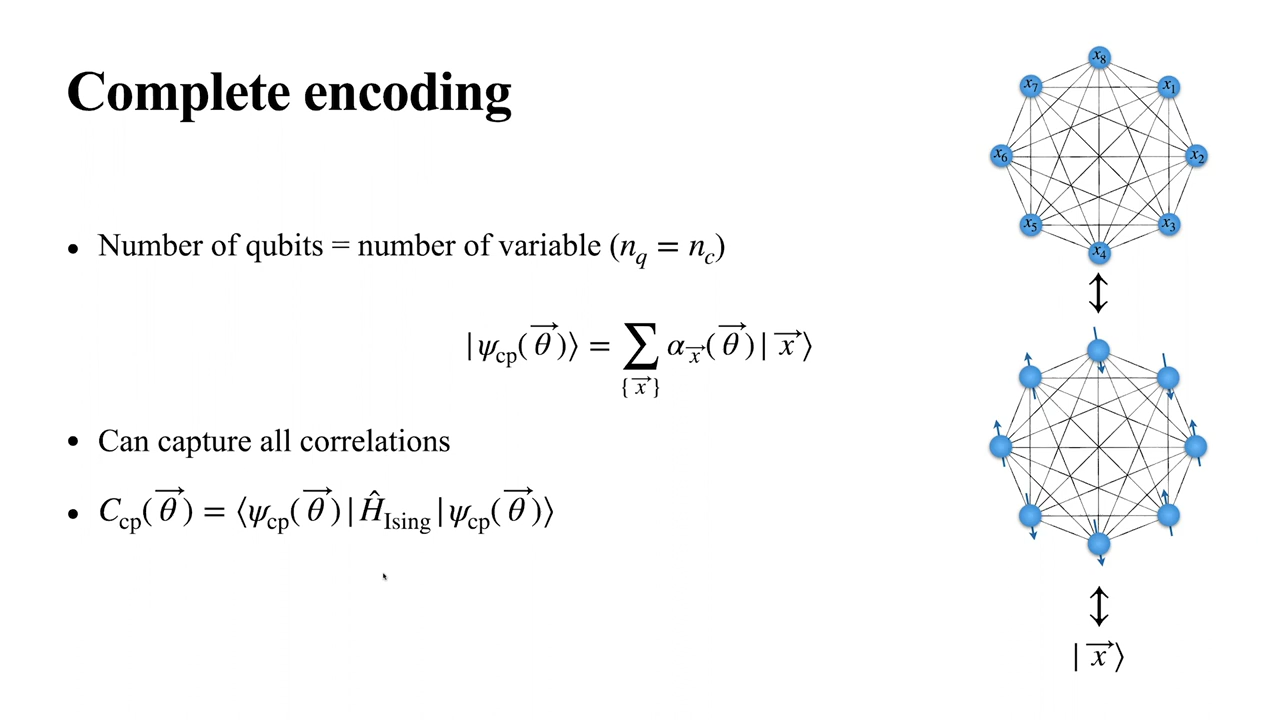 Complete encoding
• Number of qubits = number of variable (n_q = n_c)
|ψ_cp(θ⃗)⟩ = ∑_{x⃗} α_x⃗(θ⃗)|x⃗⟩
• Can capture all correlations
• C_cp(θ⃗) = ⟨ψ_cp(θ⃗)|Ĥ_Ising|ψ_cp(θ⃗)⟩
x₈
x₇ x₁
x₆ x₂
x₅ x₃
x₄
↕
↕
|x⃗⟩